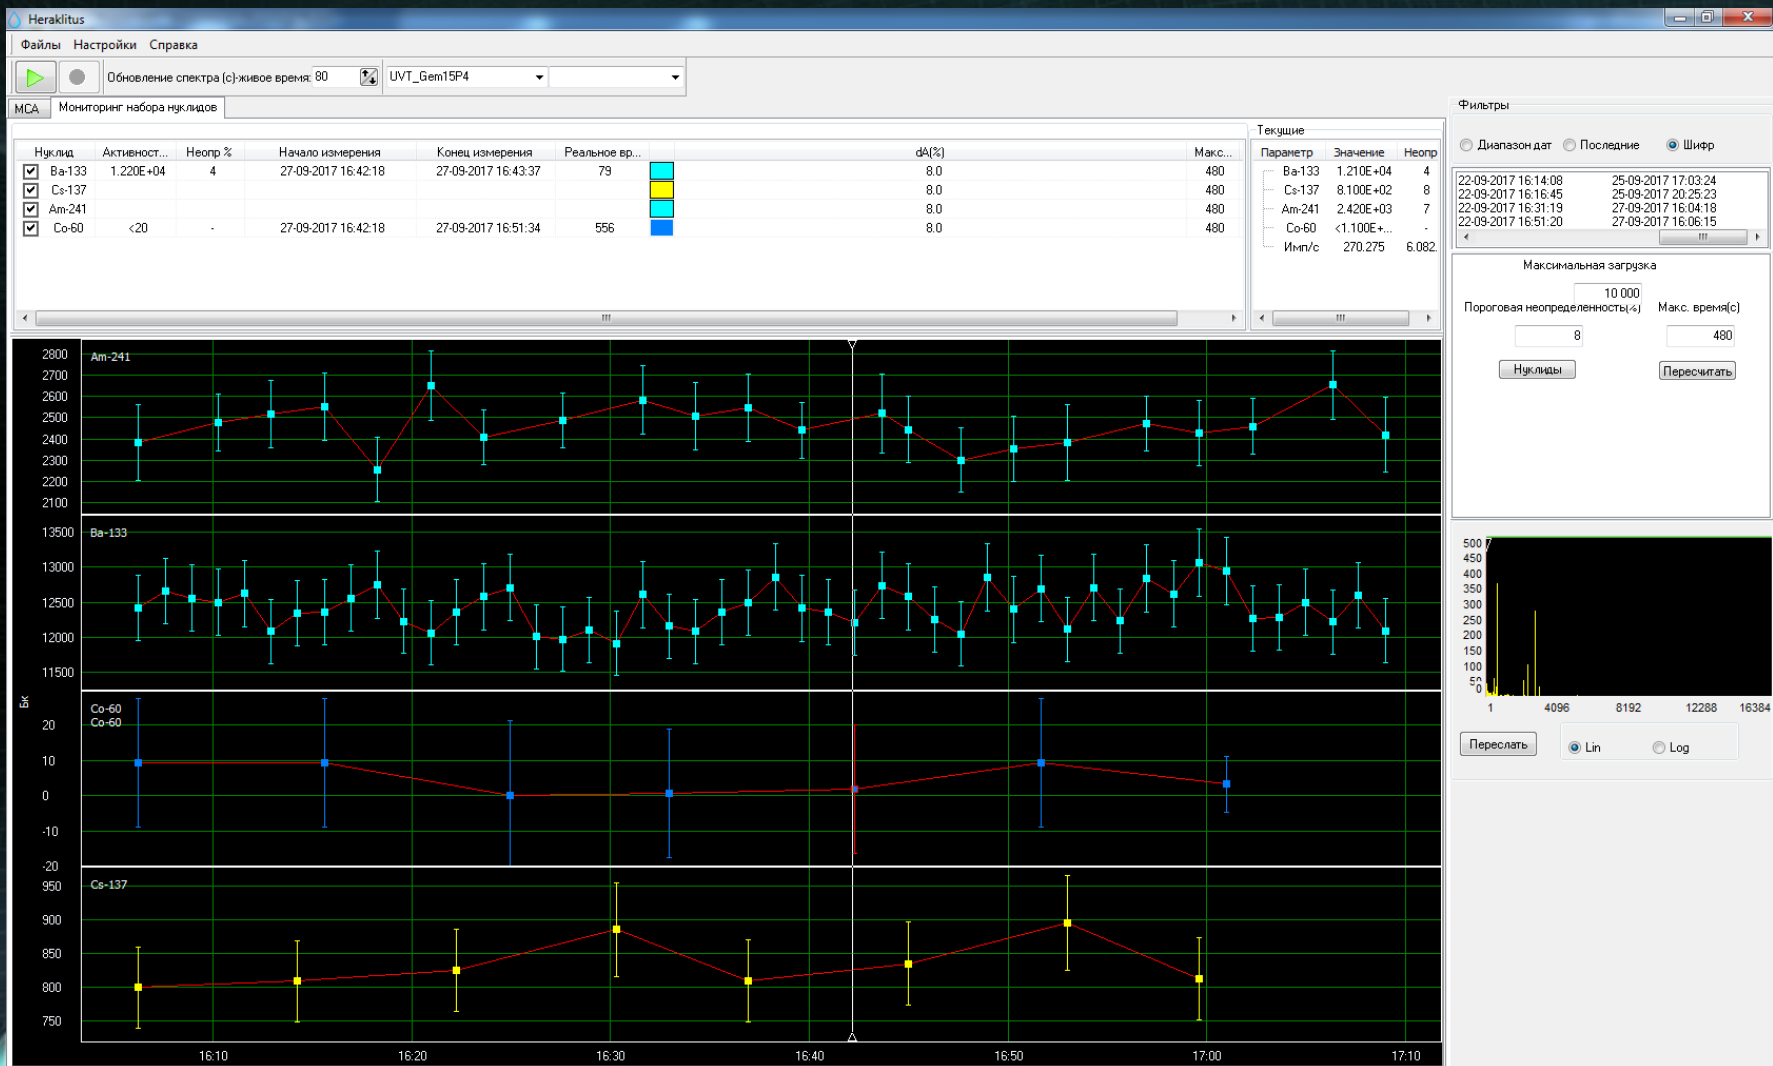 Heraklitus
Файлы Настройки Справка
Обновление спектра (с)-живое время: 80 UVT_Gem15P4
МСА Мониторинг набора нуклидов
Нуклид Активност... Неопр % Начало измерения Конец измерения Реальное вр... dA(%) Макс...
Ba-133 1.220E+04 4 27-09-2017 16:42:18 27-09-2017 16:43:37 79 8.0 480
Cs-137 8.0 480
Am-241 8.0 480
Co-60 <20 - 27-09-2017 16:42:18 27-09-2017 16:51:34 556 8.0 480
Текущие
Параметр Значение Неопр
Ba-133 1.210E+04 4
Cs-137 8.100E+02 8
Am-241 2.420E+03 7
Co-60 <1.100E+... -
Имп/с 270.275 6.082.
Фильтры
Диапазон дат Последние Шифр
22-09-2017 16:14:08 25-09-2017 17:03:24
22-09-2017 16:16:45 25-09-2017 20:25:23
22-09-2017 16:31:19 27-09-2017 16:04:18
22-09-2017 16:51:20 27-09-2017 16:06:15
Максимальная загрузка
10 000
Пороговая неопределенность(%) Макс. время(с)
8 480
Нуклиды Пересчитать
Am-241
2800
2700
2600
2500
2400
2300
2200
2100
Ba-133
13500
13000
12500
12000
11500
Бк
Co-60
Co-60
20
10
0
-10
-20
Cs-137
950
900
850
800
750
16:10 16:20 16:30 16:40 16:50 17:00 17:10
500
450
400
350
300
250
200
150
100
50
0
1 4096 8192 12288 16384
Переслать Lin Log